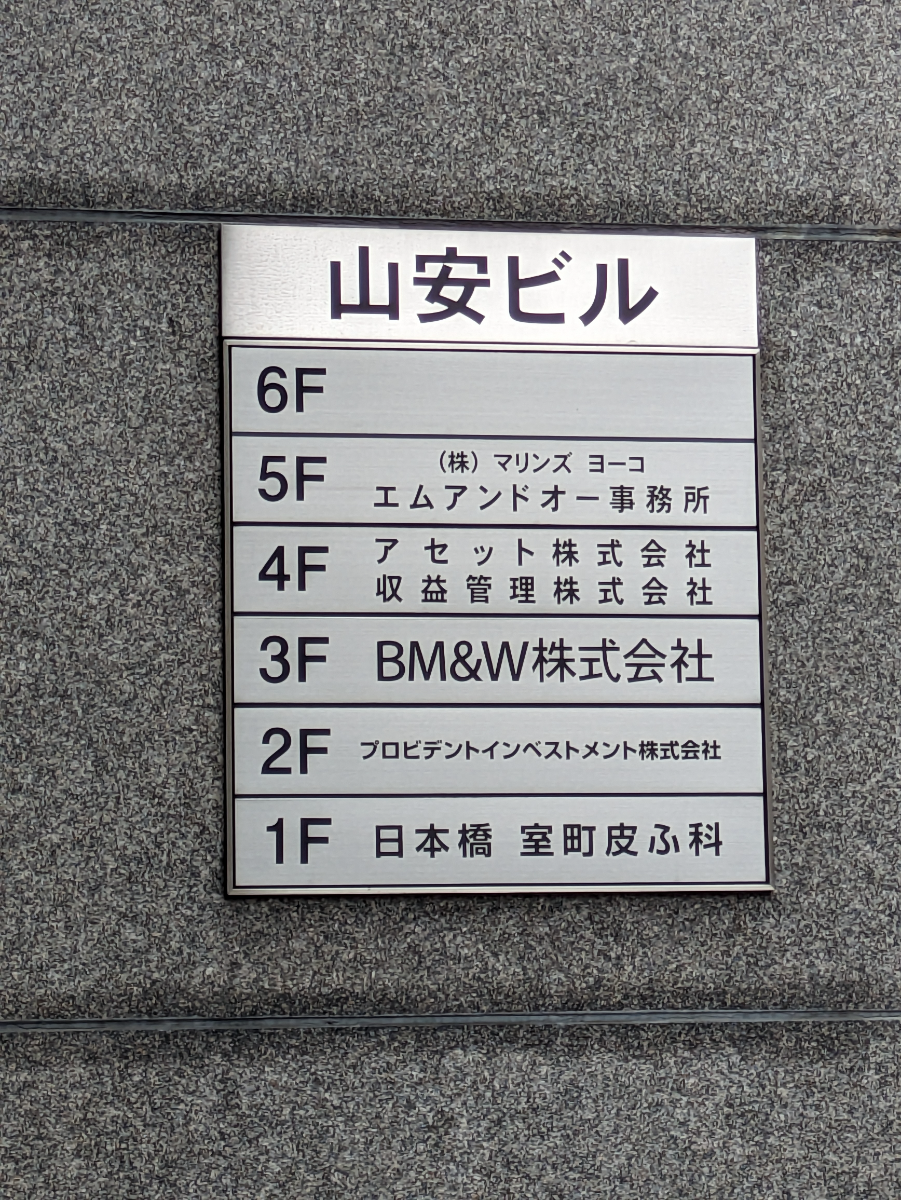 山安ビル
6F
5F (株) マリンズ ヨーコ
エムアンドオー事務所
4F アセット株式会社
収益管理株式会社
3F BM&W株式会社
2F プロビデントインベストメント株式会社
1F 日本橋 室町皮ふ科